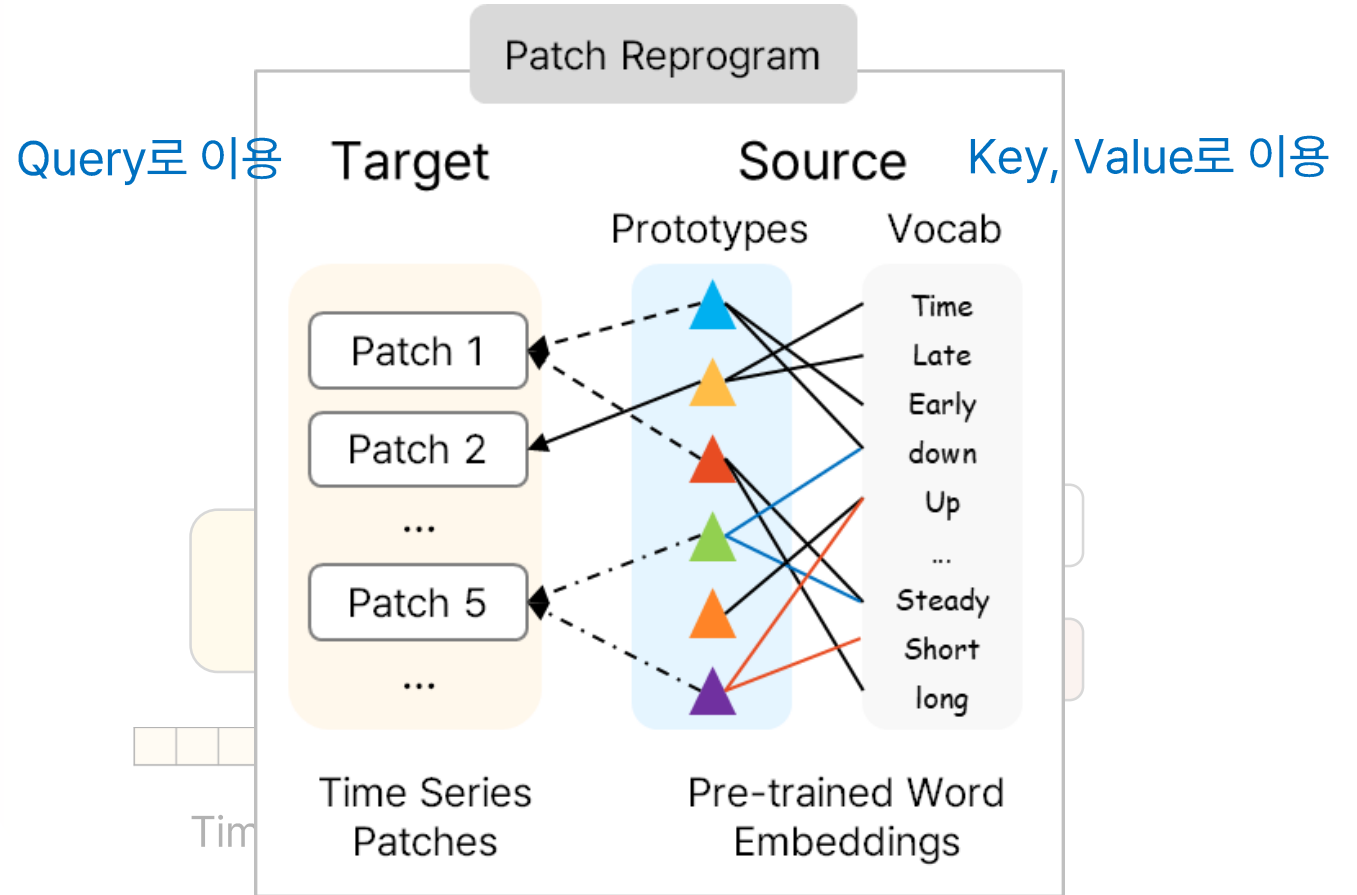 Patch Reprogram
Query로 이용
Target
Source
Key, Value로 이용
Prototypes
Vocab
Patch 1
Patch 2
...
Patch 5
...
Time
Late
Early
down
Up
...
Steady
Short
long
Time Series
Patches
Pre-trained Word
Embeddings
Tim